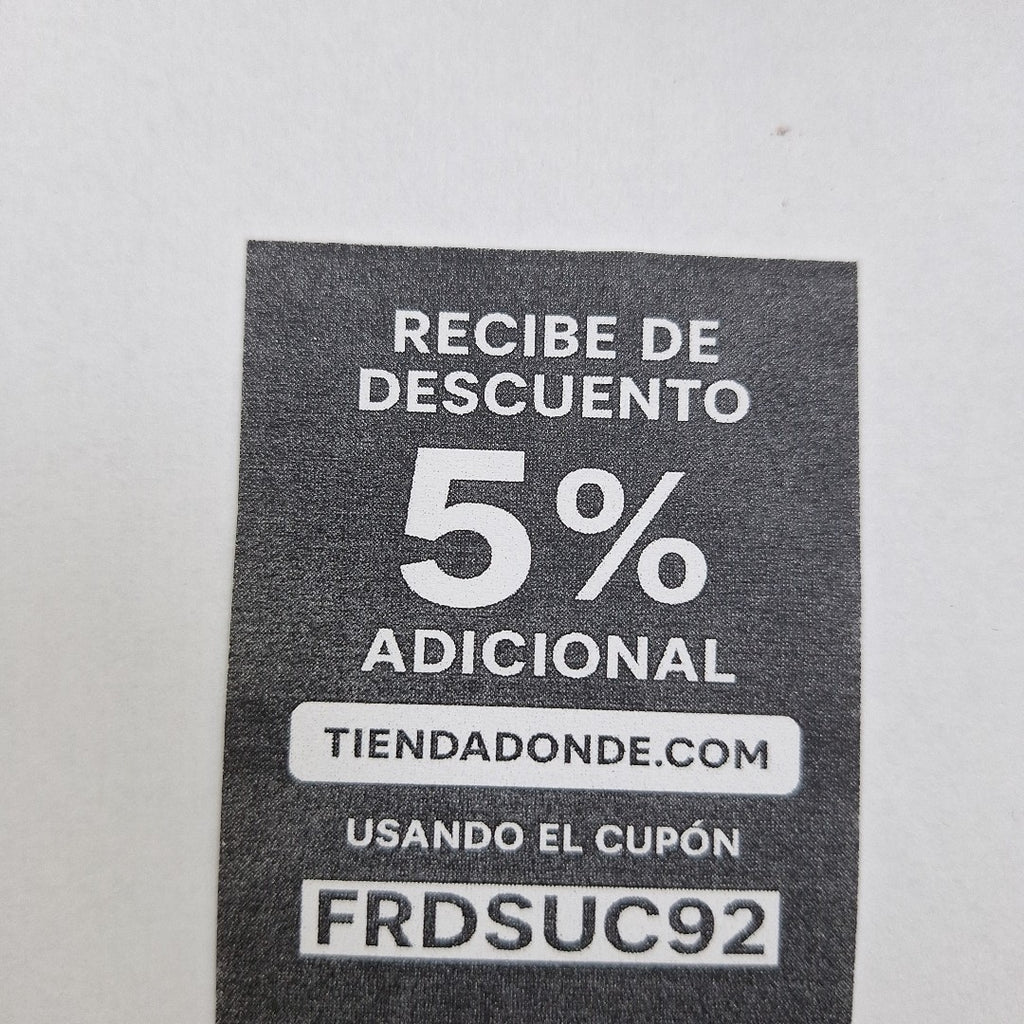 RECIBE DE
DESCUENTO
5%
ADICIONAL
TIENDADONDE.COM
USANDO EL CUPÓN
FRDSUC92